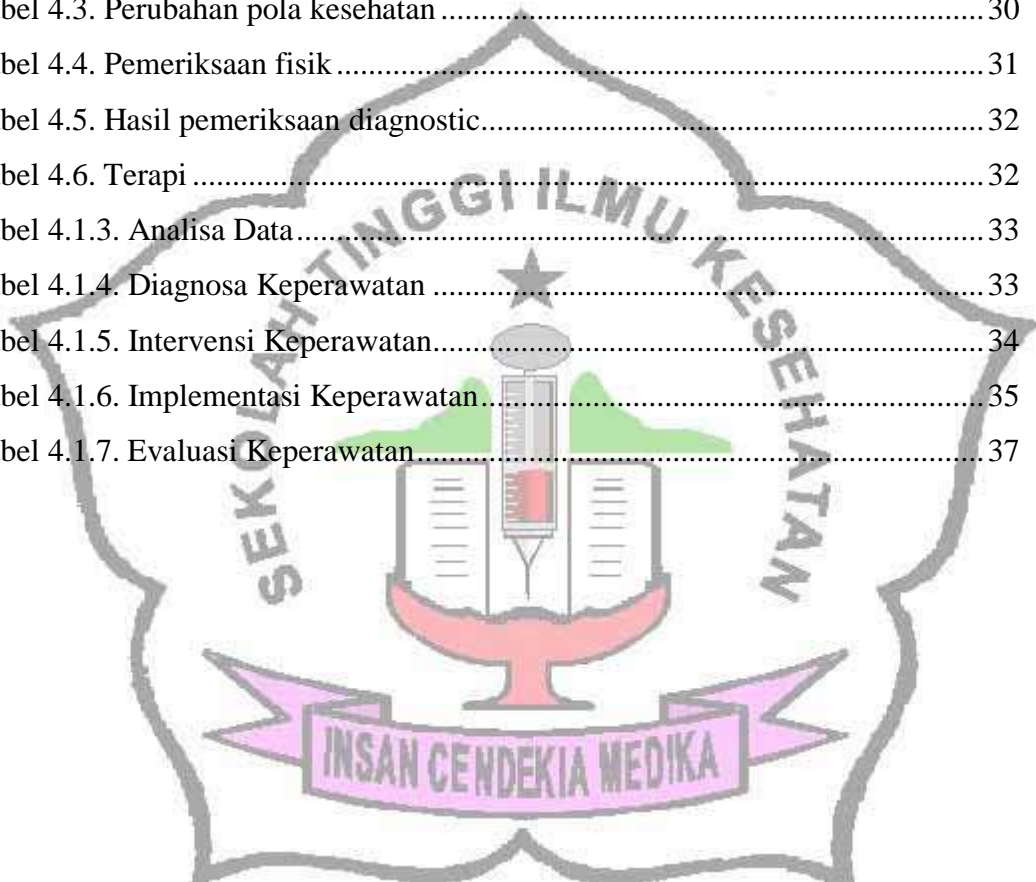 bel 4.3. Perubahan pola kesehatan ........ 30
bel 4.4. Pemeriksaan fisik ........ 31
bel 4.5. Hasil pemeriksaan diagnostic ........ 32
bel 4.6. Terapi ........ 32
bel 4.1.3. Analisa Data ........ 33
bel 4.1.4. Diagnosa Keperawatan ........ 33
bel 4.1.5. Intervensi Keperawatan ........ 34
bel 4.1.6. Implementasi Keperawatan ........ 35
bel 4.1.7. Evaluasi Keperawatan ........ 37
SEKOLAH TINGGI ILMU KESEHATAN
INSAN CENDEKIA MEDIKA